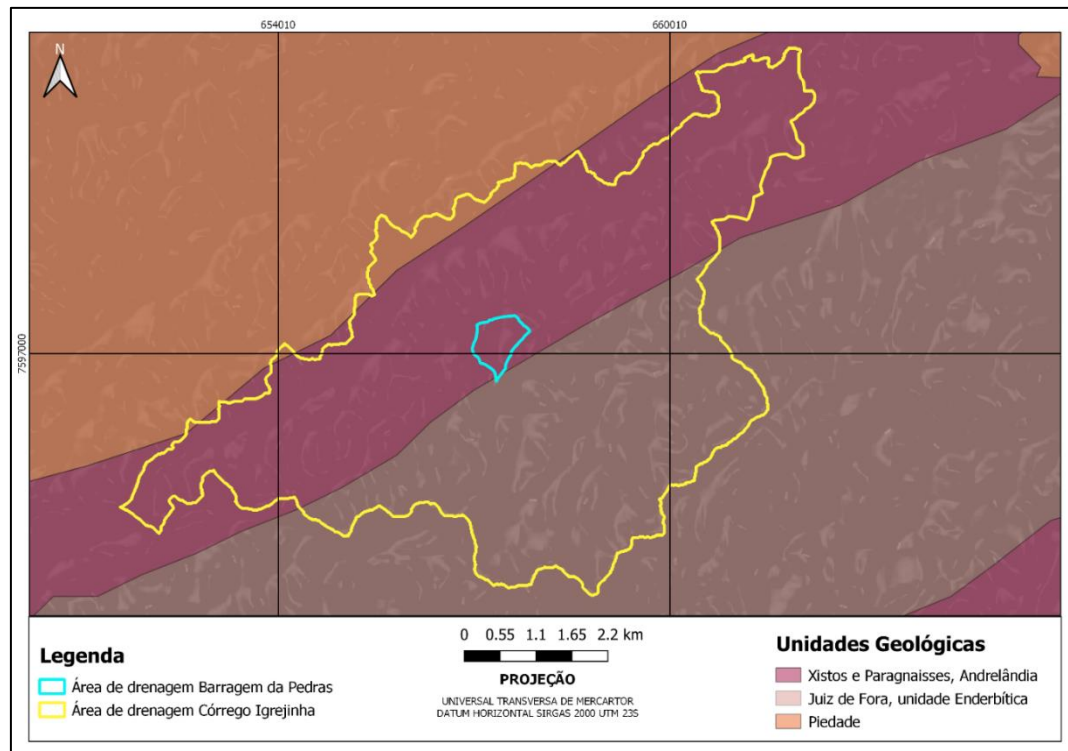 654010
660010
N
7597000
Legenda
Área de drenagem Barragem da Pedras
Área de drenagem Córrego Igrejinha
0 0.55 1.1 1.65 2.2 km
PROJEÇÃO
UNIVERSAL TRANSVERSA DE MERCARTOR
DATUM HORIZONTAL SIRGAS 2000 UTM 23S
Unidades Geológicas
Xistos e Paragnaisses, Andrelândia
Juiz de Fora, unidade Enderbítica
Piedade